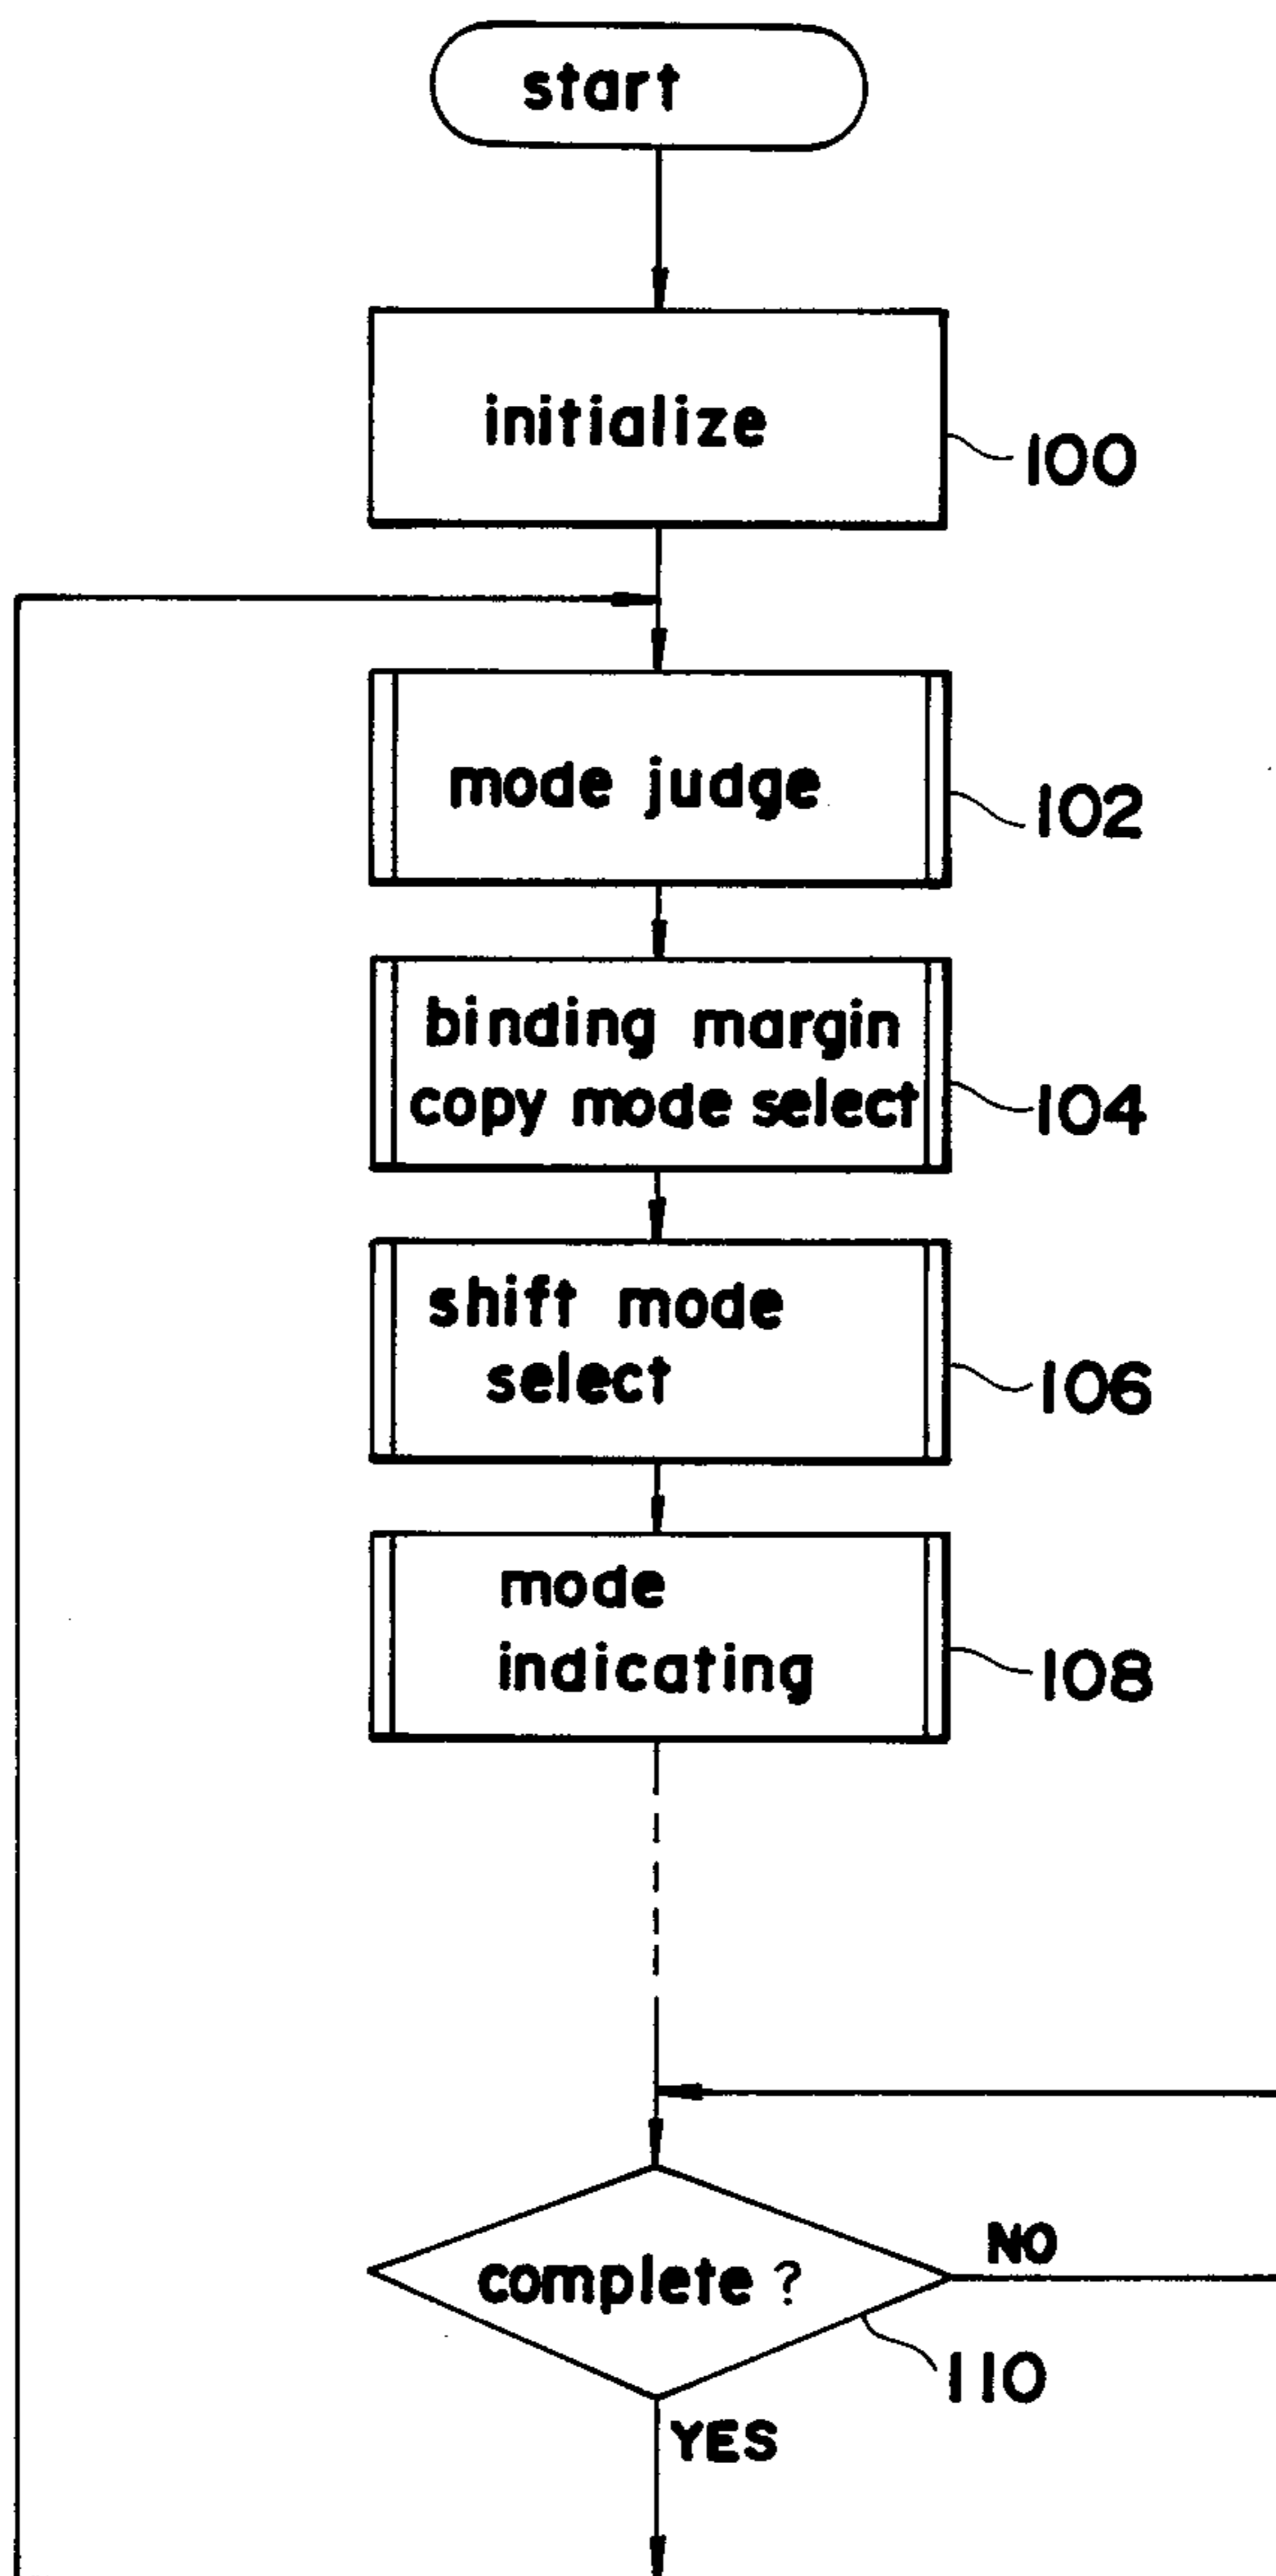 start
initialize
100
mode judge
102
binding margin
copy mode select
104
shift mode
select
106
mode
indicating
108
complete ?
NO
110
YES